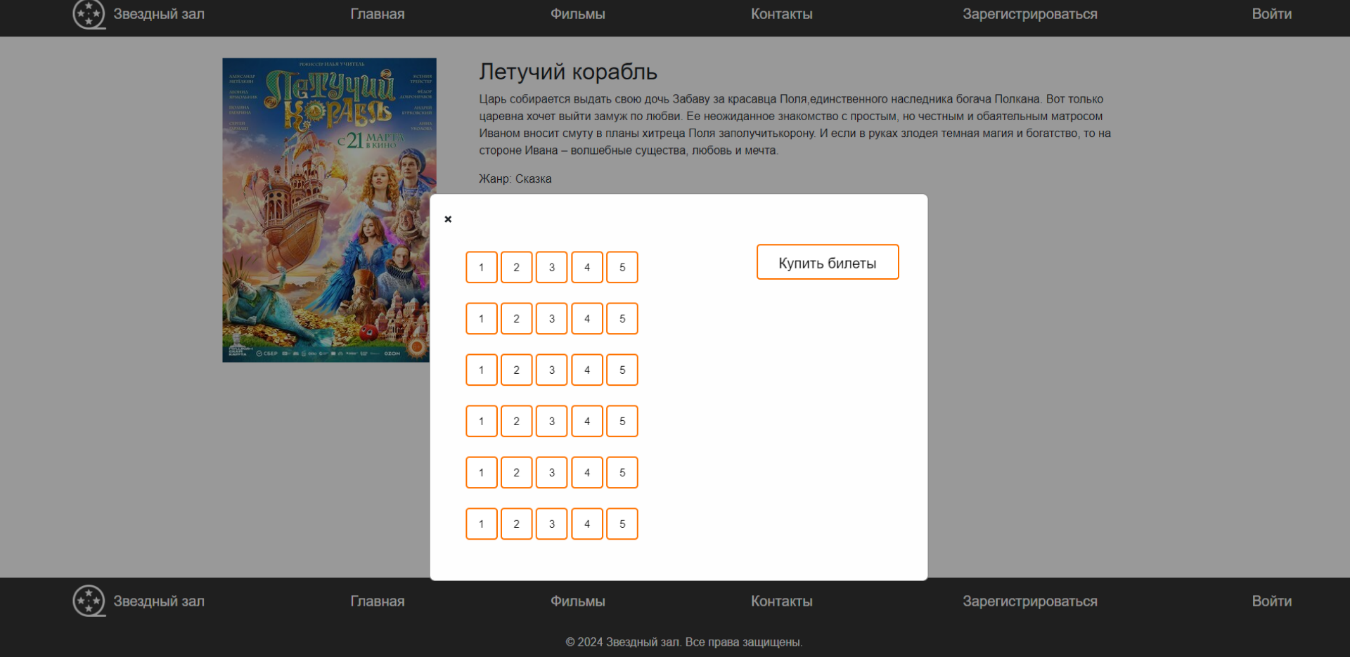 Звездный зал Главная Фильмы Контакты Зарегистрироваться Войти
ЛЕТУЧИЙ
КОРАБЛЬ
С 21 МАРТА
В КИНО
Летучий корабль
Царь собирается выдать свою дочь Забаву за красавца Поля,единственного наследника богача Полкана. Вот только
царевна хочет выйти замуж по любви. Ее неожиданное знакомство с простым, но честным и обаятельным матросом
Иваном вносит смуту в планы хитреца Поля заполучитькорону. И если в руках злодея темная магия и богатство, то на
стороне Ивана – волшебные существа, любовь и мечта.
Жанр: Сказка
×
Купить билеты
1 2 3 4 5
1 2 3 4 5
1 2 3 4 5
1 2 3 4 5
1 2 3 4 5
1 2 3 4 5
Звездный зал Главная Фильмы Контакты Зарегистрироваться Войти
© 2024 Звездный зал. Все права защищены.